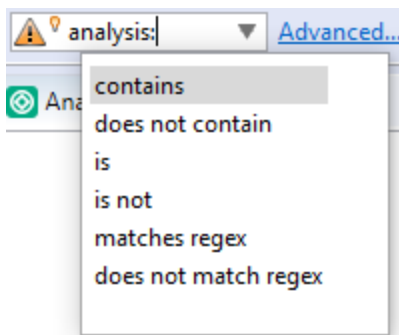 analysis: Advanced...
contains
Ana
does not contain
is
is not
matches regex
does not match regex